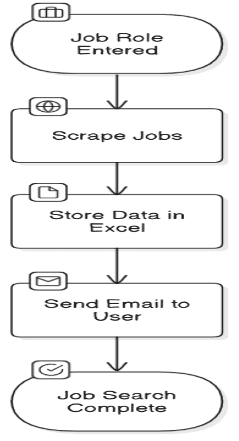 Job Role
Entered
Scrape Jobs
Store Data in
Excel
Send Email to
User
Job Search
Complete